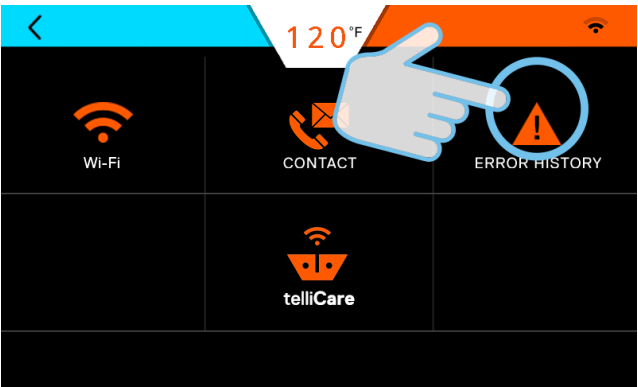 120°F
Wi-Fi
CONTACT
ERROR HISTORY
telliCare